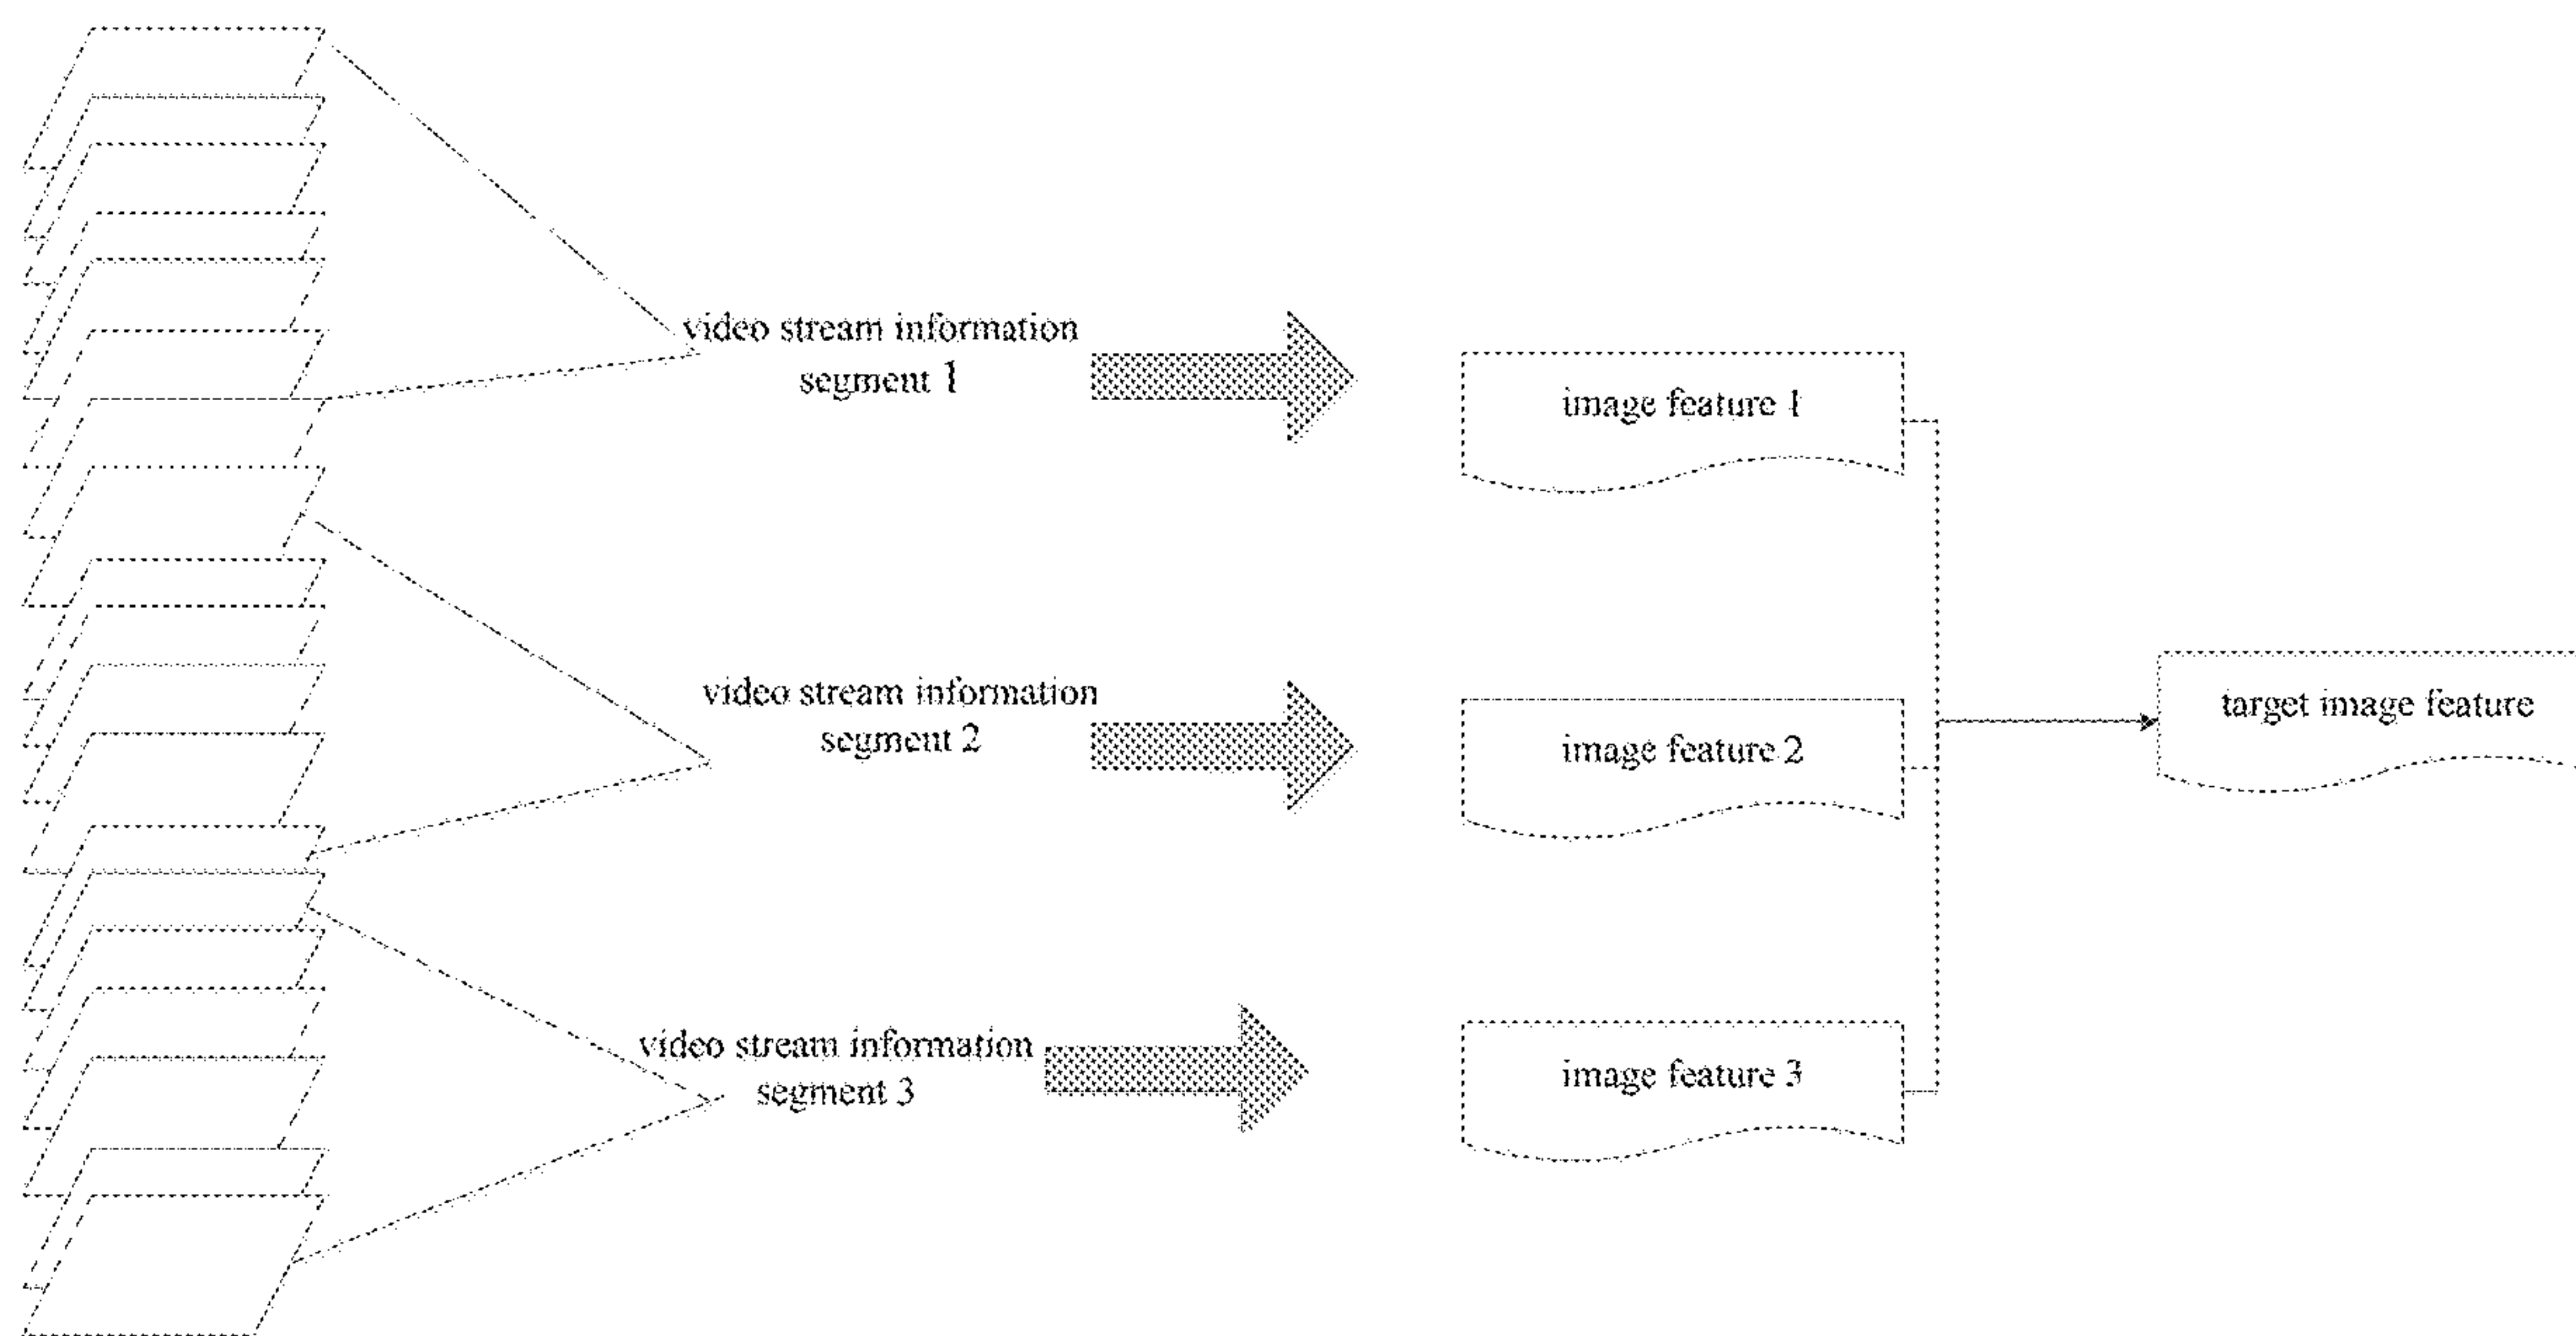 video stream information
segment 1
image feature 1
video stream information
segment 2
image feature 2
target image feature
video stream information
segment 3
image feature 3